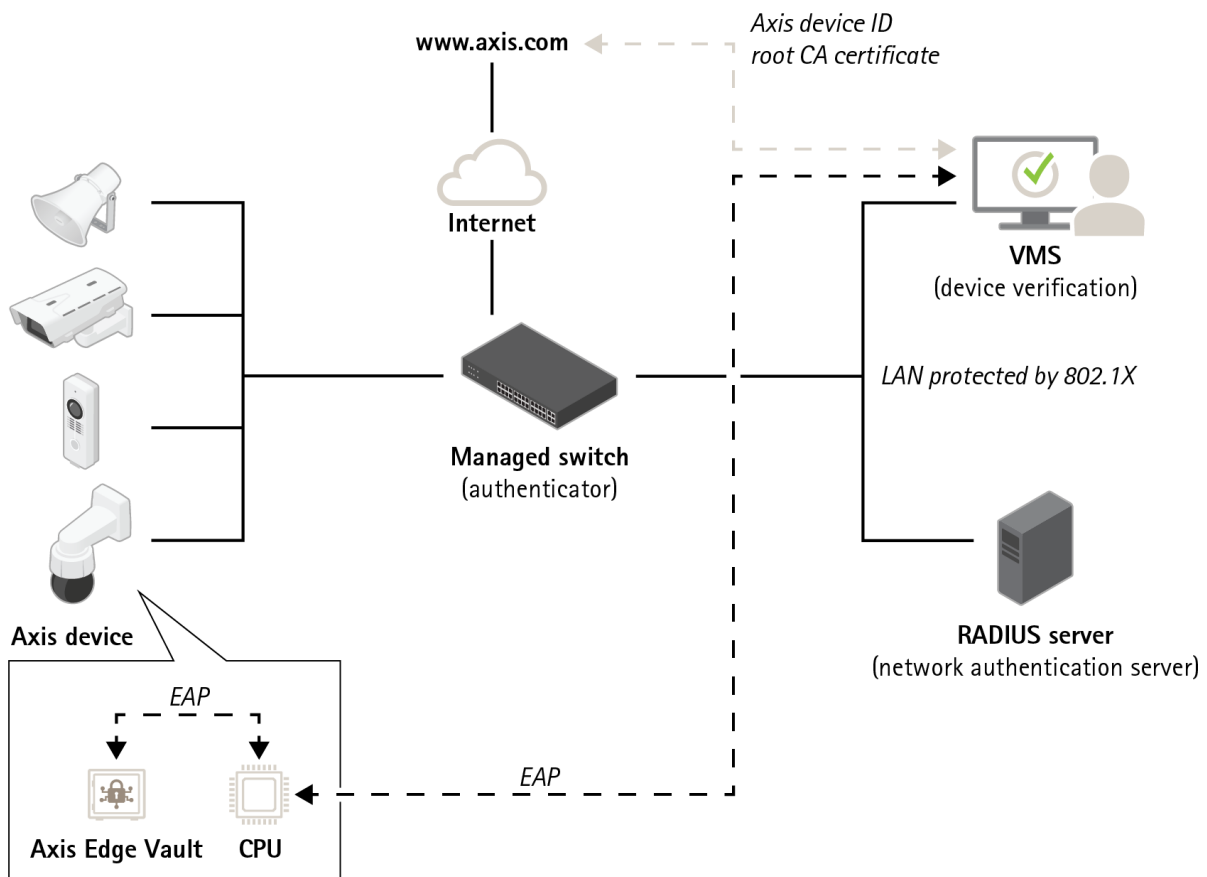 Axis device ID
root CA certificate
www.axis.com
Internet
VMS
(device verification)
LAN protected by 802.1X
Managed switch
(authenticator)
Axis device
RADIUS server
(network authentication server)
EAP
EAP
Axis Edge Vault
CPU